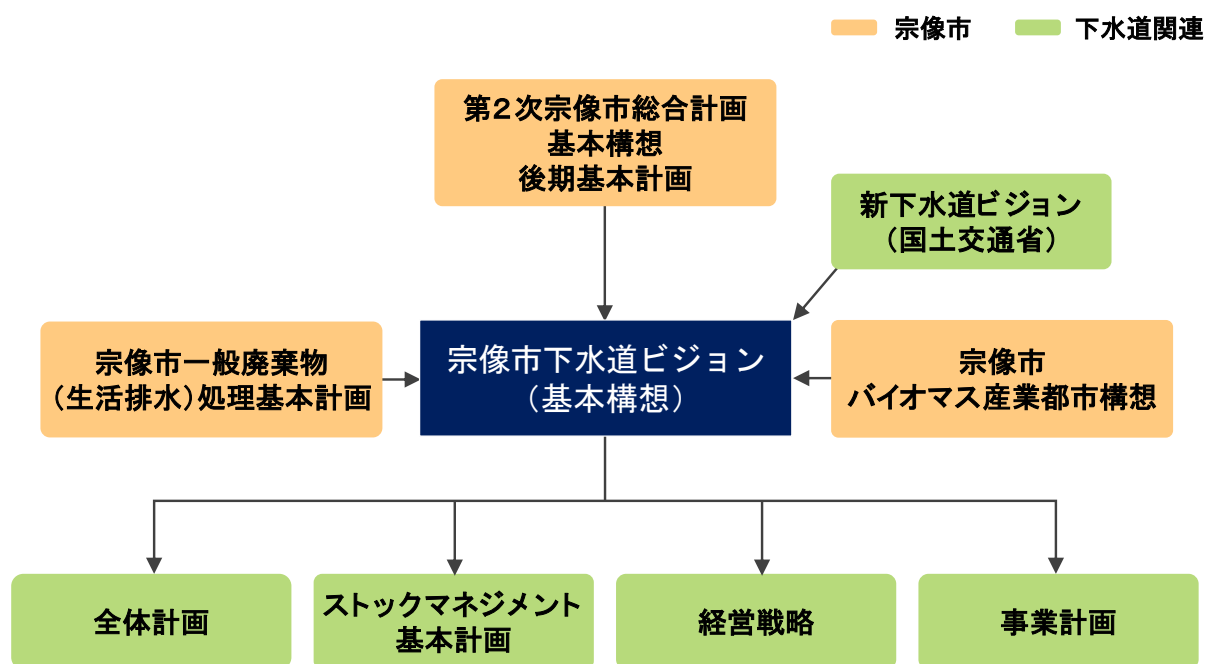 宗像市
下水道関連
第２次宗像市総合計画
基本構想
後期基本計画
新下水道ビジョン
（国土交通省）
宗像市一般廃棄物
（生活排水）処理基本計画
宗像市下水道ビジョン
（基本構想）
宗像市
バイオマス産業都市構想
全体計画
ストックマネジメント
基本計画
経営戦略
事業計画